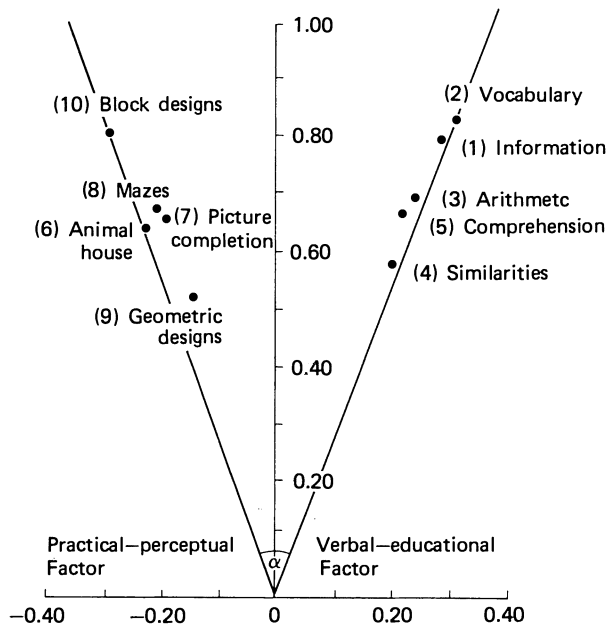 1.00
(2) Vocabulary
(10) Block designs
0.80
(1) Information
(8) Mazes
(3) Arithmetc
(7) Picture
completion
(5) Comprehension
(6) Animal
house
0.60
(4) Similarities
(9) Geometric
designs
0.40
0.20
Practical–perceptual
Factor
α
Verbal–educational
Factor
−0.40
−0.20
0
0.20
0.40